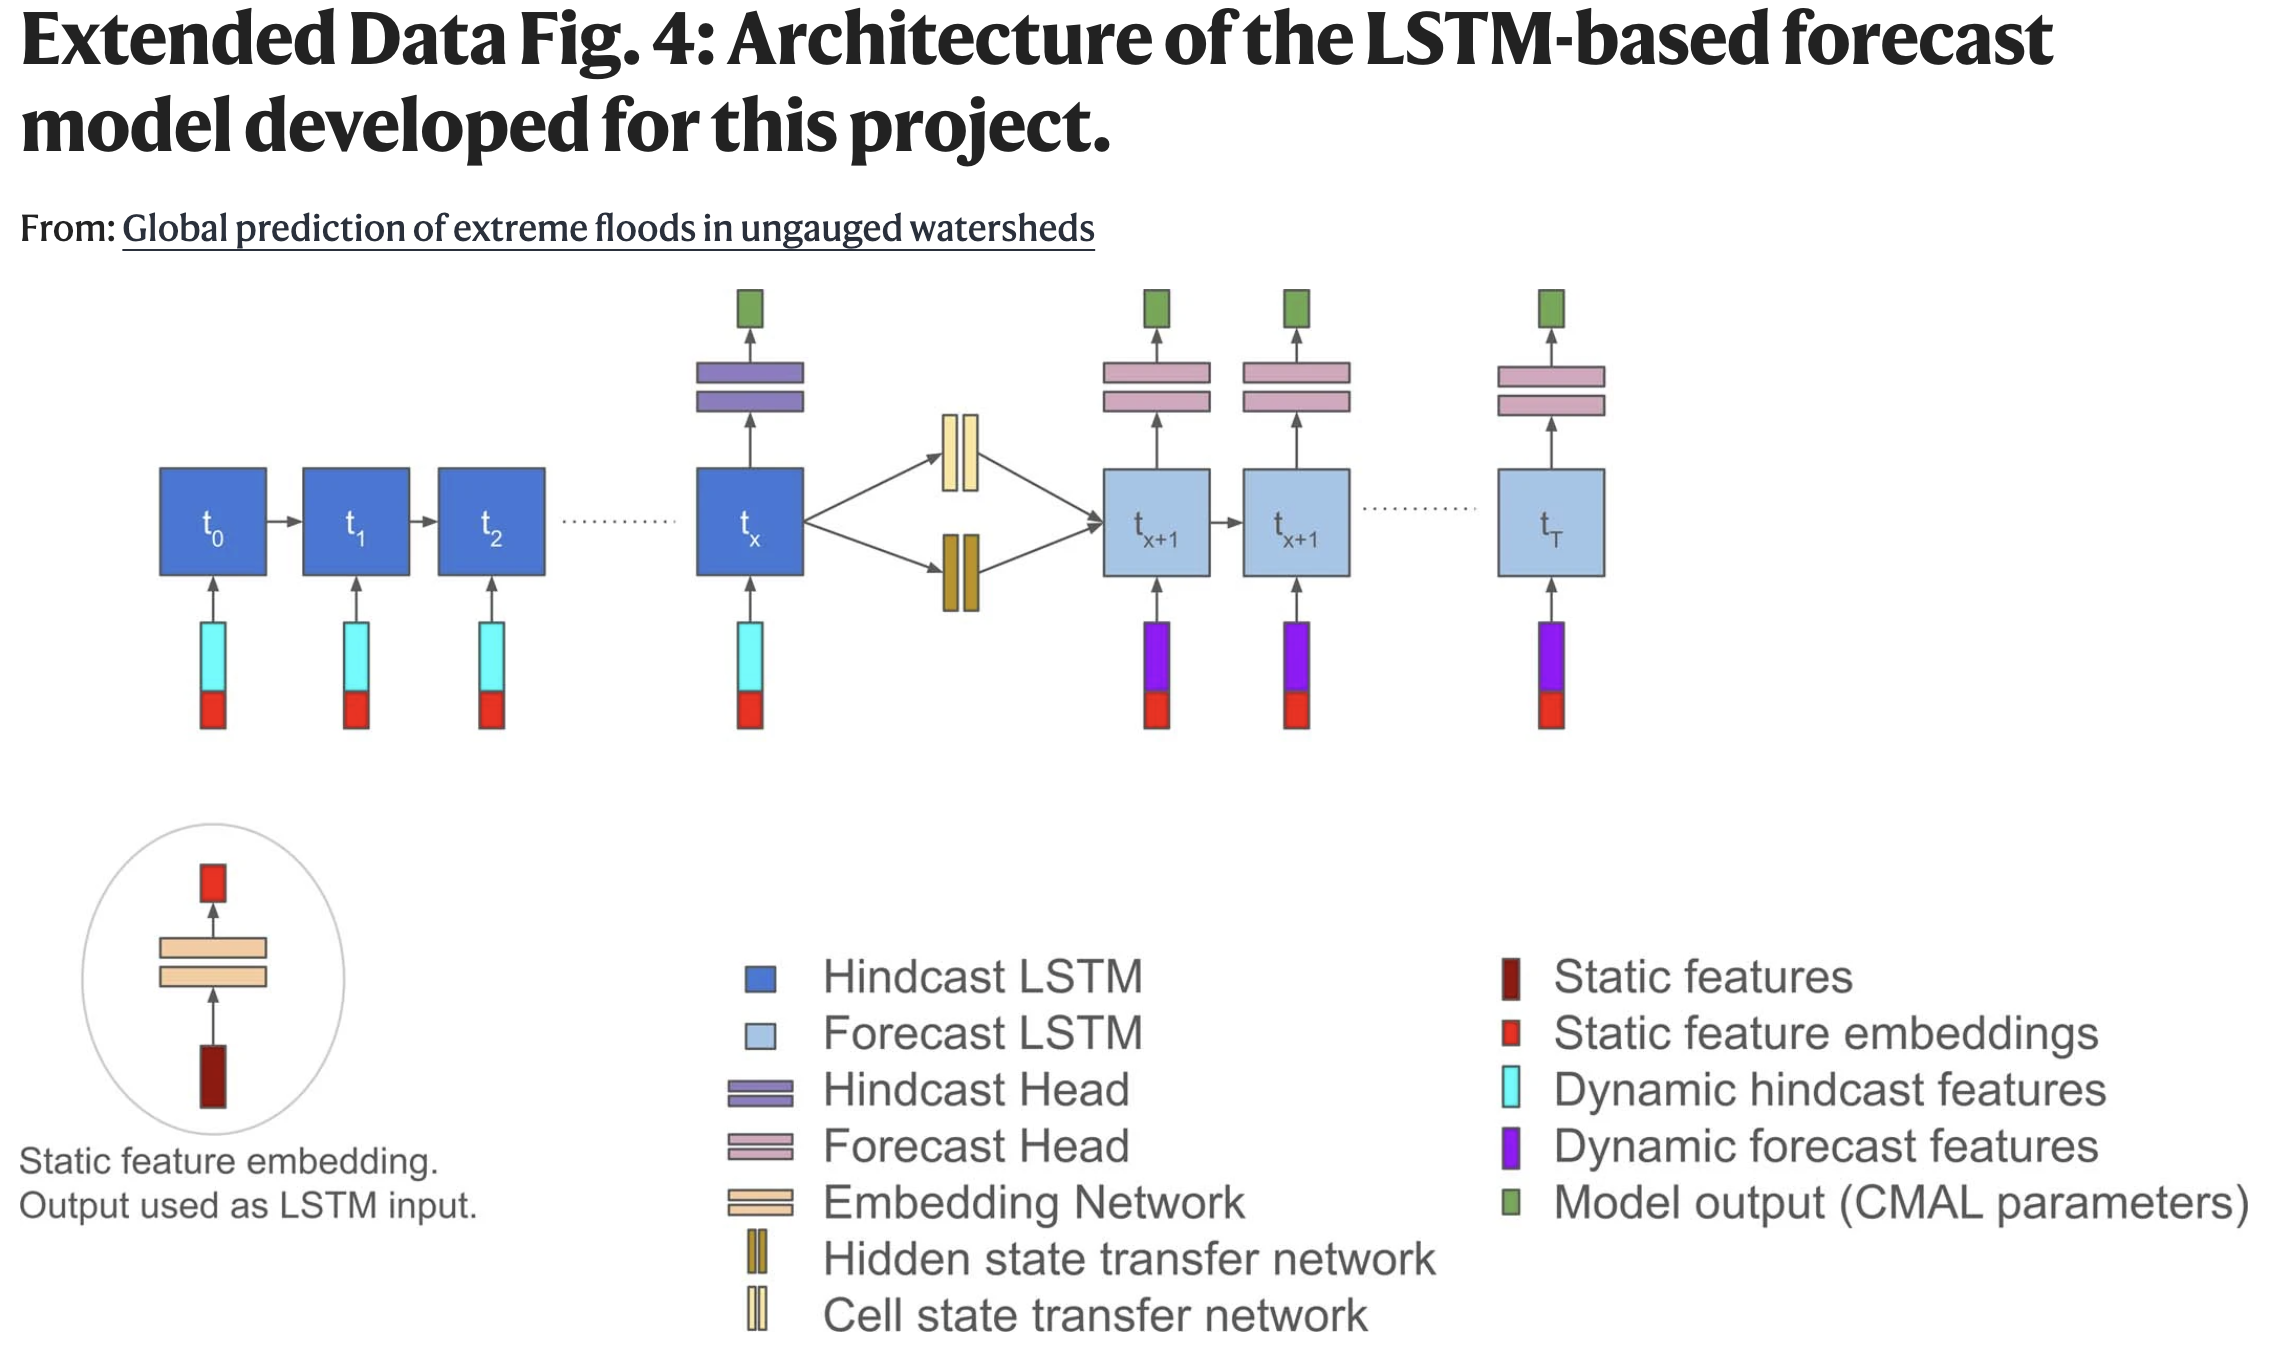 Extended Data Fig. 4: Architecture of the LSTM-based forecast
model developed for this project.
From: Global prediction of extreme floods in ungauged watersheds
t0
t1
t2
tx
tx+1
tx+1
tT
Static feature embedding.
Output used as LSTM input.
Hindcast LSTM
Forecast LSTM
Hindcast Head
Forecast Head
Embedding Network
Hidden state transfer network
Cell state transfer network
Static features
Static feature embeddings
Dynamic hindcast features
Dynamic forecast features
Model output (CMAL parameters)